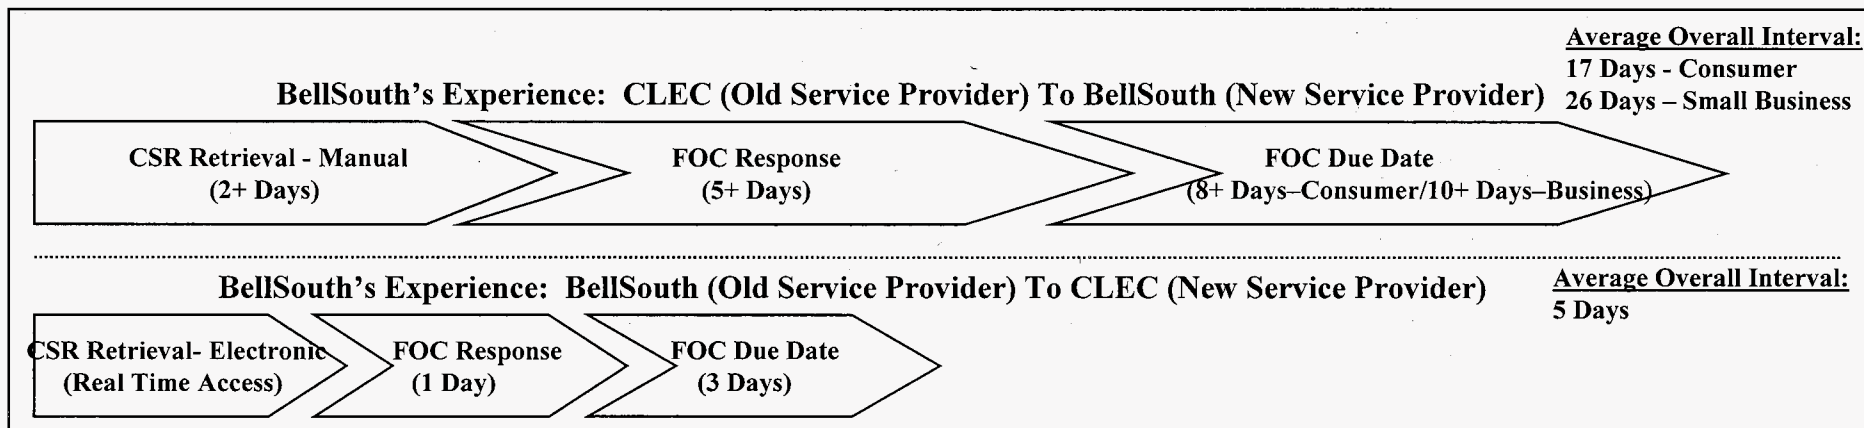 Average Overall Interval:
17 Days - Consumer
26 Days – Small Business
BellSouth's Experience:  CLEC (Old Service Provider) To BellSouth (New Service Provider)
CSR Retrieval - Manual
(2+ Days)
FOC Response
(5+ Days)
FOC Due Date
(8+ Days–Consumer/10+ Days–Business)
BellSouth's Experience:  BellSouth (Old Service Provider) To CLEC (New Service Provider)
Average Overall Interval:
5 Days
CSR Retrieval- Electronic
(Real Time Access)
FOC Response
(1 Day)
FOC Due Date
(3 Days)